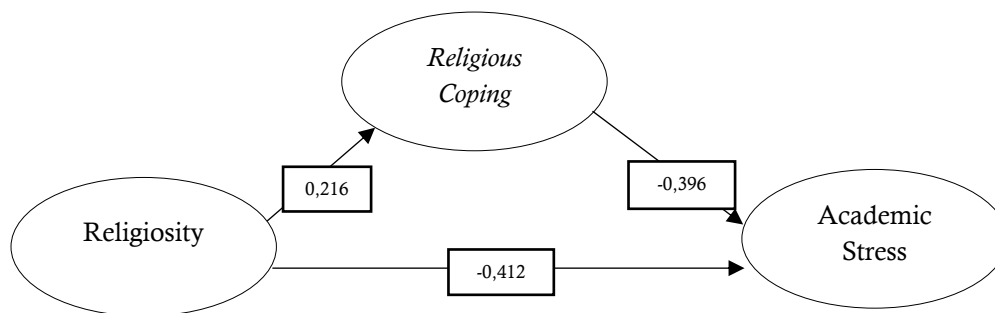 Religious
Coping
0,216
-0,396
Religiosity
Academic
Stress
-0,412